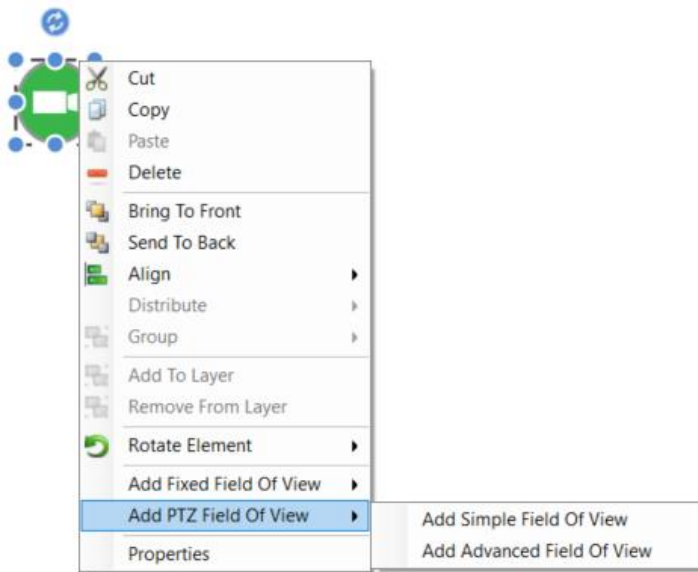 Cut
Copy
Paste
Delete
Bring To Front
Send To Back
Align
Distribute
Group
Add To Layer
Remove From Layer
Rotate Element
Add Fixed Field Of View
Add PTZ Field Of View
Add Simple Field Of View
Add Advanced Field Of View
Properties